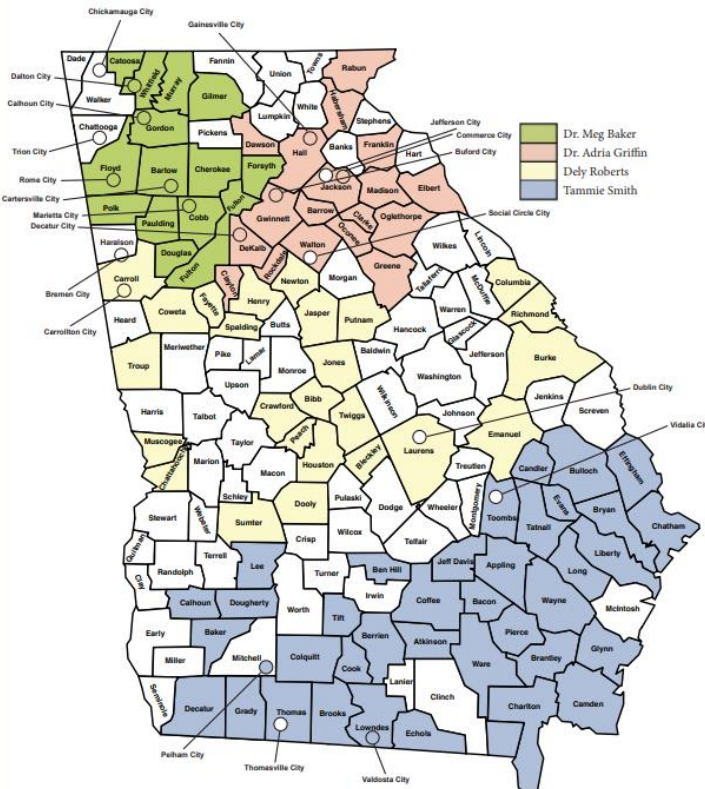 Chickamauga City
Gainesville City
Dade
Catoosa
Fannin
Towns
Rabun
Union
Dalton City
Whitfield
Murray
Walker
Gilmer
White
Habersham
Calhoun City
Lumpkin
Stephens
Jefferson City
Commerce City
Buford City
Chattooga
Gordon
Pickens
Dawson
Hall
Banks
Franklin
Hart
Trion City
Dr. Meg Baker
Dr. Adria Griffin
Dely Roberts
Tammie Smith
Rome City
Floyd
Bartow
Cherokee
Forsyth
Jackson
Madison
Elbert
Cartersville City
Marietta City
Decatur City
Polk
Paulding
Cobb
Fulton
Gwinnett
Barrow
Clarke
Oconee
Oglethorpe
Social Circle City
Haralson
Douglas
Fulton
DeKalb
Rockdale
Walton
Greene
Wilkes
Lincoln
Bremen City
Carroll
Clayton
Newton
Morgan
Taliaferro
McDuffie
Columbia
Carrollton City
Coweta
Fayette
Henry
Warren
Richmond
Heard
Spalding
Butts
Jasper
Putnam
Hancock
Glascock
Meriwether
Pike
Lamar
Monroe
Jones
Baldwin
Jefferson
Burke
Troup
Upson
Washington
Wilkinson
Jenkins
Screven
Dublin City
Harris
Talbot
Crawford
Bibb
Twiggs
Johnson
Emanuel
Vidalia Ci
Muscogee
Chattahooche
Taylor
Peach
Houston
Bleckley
Laurens
Treutlen
Candler
Bulloch
Effingham
Marion
Macon
Schley
Dooly
Pulaski
Dodge
Wheeler
Montgomery
Toombs
Evans
Bryan
Chatham
Stewart
Webster
Sumter
Crisp
Wilcox
Telfair
Tattnall
Liberty
Quitman
Randolph
Terrell
Lee
Turner
Ben Hill
Jeff Davis
Appling
Long
Clay
Calhoun
Dougherty
Worth
Irwin
Coffee
Bacon
Wayne
McIntosh
Early
Baker
Tift
Berrien
Atkinson
Pierce
Glynn
Miller
Mitchell
Colquitt
Cook
Ware
Brantley
Lanier
Clinch
Seminole
Decatur
Grady
Thomas
Brooks
Lowndes
Echols
Charlton
Camden
Pelham City
Thomasville City
Valdosta City